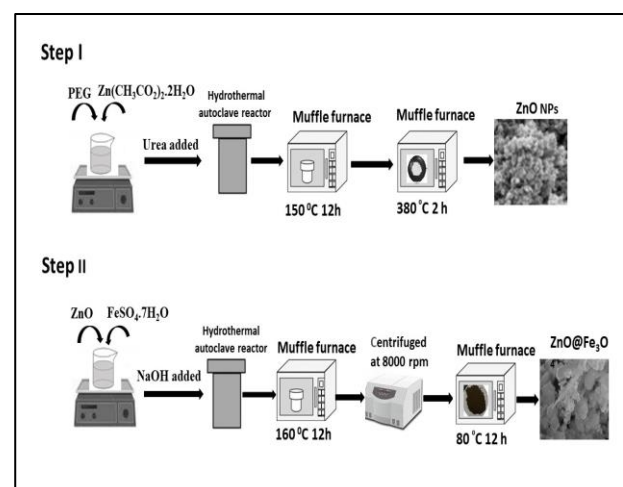 Step I
PEG Zn(CH₃CO₂)₂.2H₂O
Urea added
Hydrothermal
autoclave reactor
Muffle furnace
150 ⁰C 12h
Muffle furnace
380 °C 2 h
ZnO NPs
Step II
ZnO FeSO₄.7H₂O
NaOH added
Hydrothermal
autoclave reactor
Muffle furnace
160 ⁰C 12h
Centrifuged
at 8000 rpm
Muffle furnace
80 °C 12 h
ZnO@Fe₃O